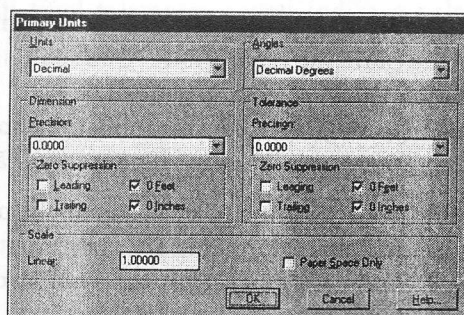 Primary Units
Units
Decimal
Angles
Decimal Degrees
Dimension
Precision
0.0000
Zero Suppression
Leading
0 Feet
Trailing
0 Inches
Tolerance
Precision
0.0000
Zero Suppression
Leading
0 Feet
Trailing
0 Inches
Scale
Linear:
1.00000
Paper Space Only
OK
Cancel
Help...